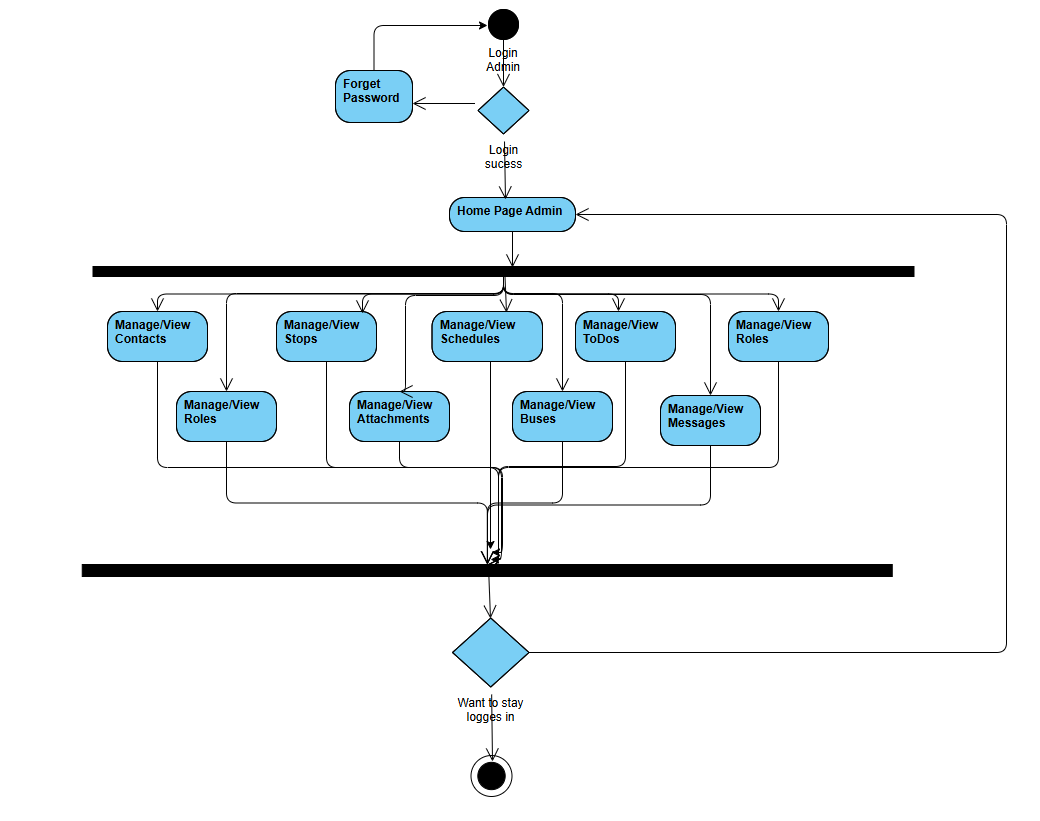 Login
Admin
Forget
Password
Login
sucess
Home Page Admin
Manage/View
Contacts
Manage/View
Stops
Manage/View
Schedules
Manage/View
ToDos
Manage/View
Roles
Manage/View
Roles
Manage/View
Attachments
Manage/View
Buses
Manage/View
Messages
Want to stay
logges in